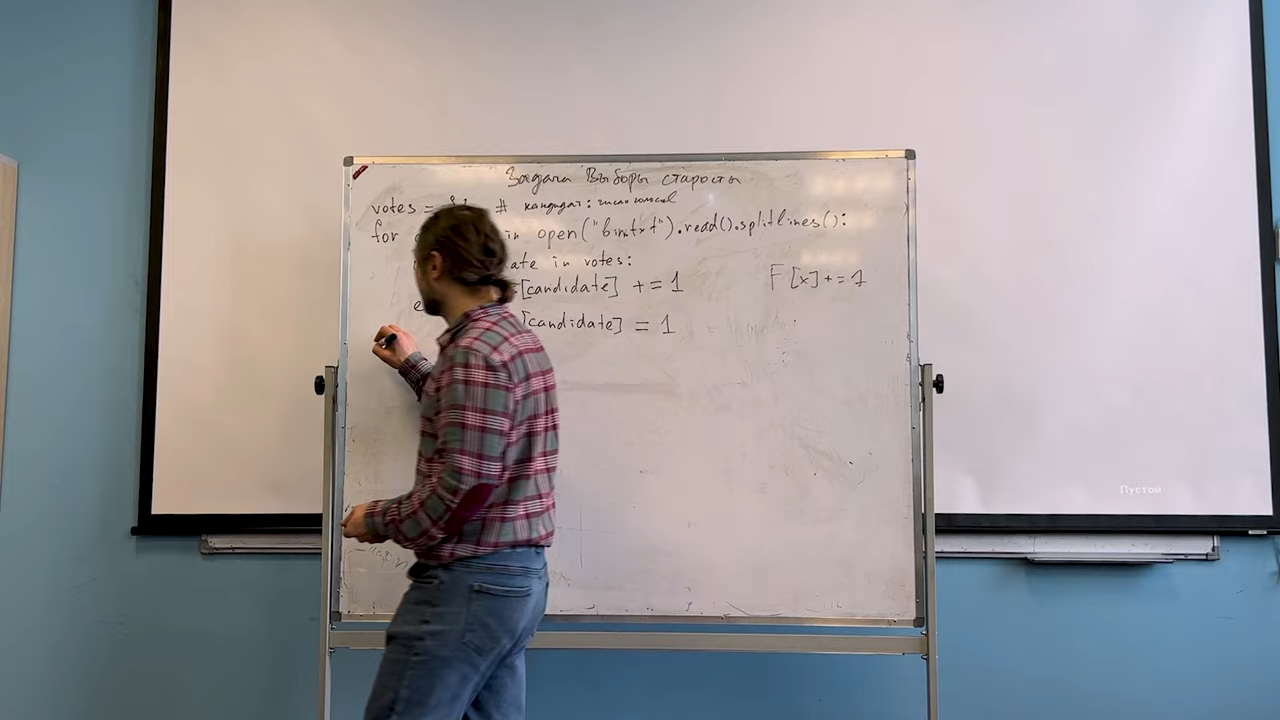 Задача Выборы старосты
votes = # кандидат: число голосов
for in open("bin.txt").read().splitlines():
ate in votes:
[candidate] += 1
F[x] += 1
e
[candidate] = 1
Пустой